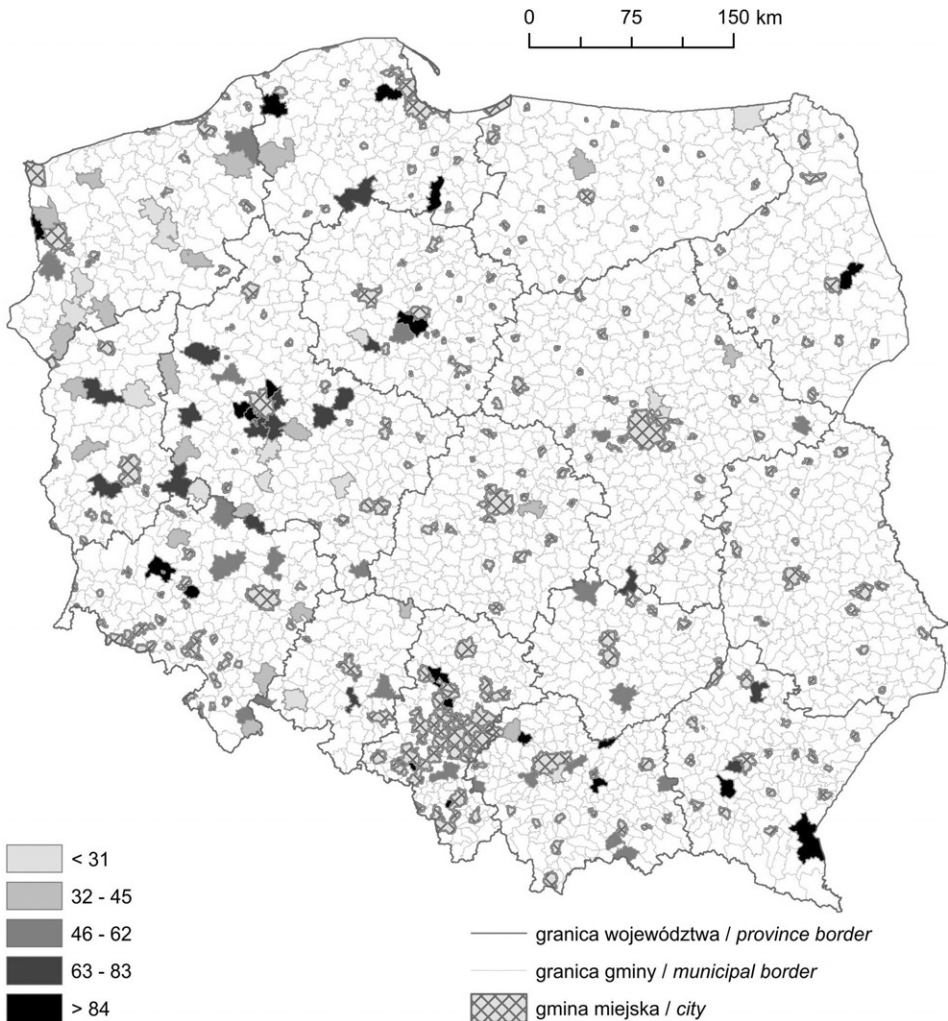 0 75 150 km
< 31
32 - 45
46 - 62
63 - 83
> 84
granica województwa / province border
granica gminy / municipal border
gmina miejska / city